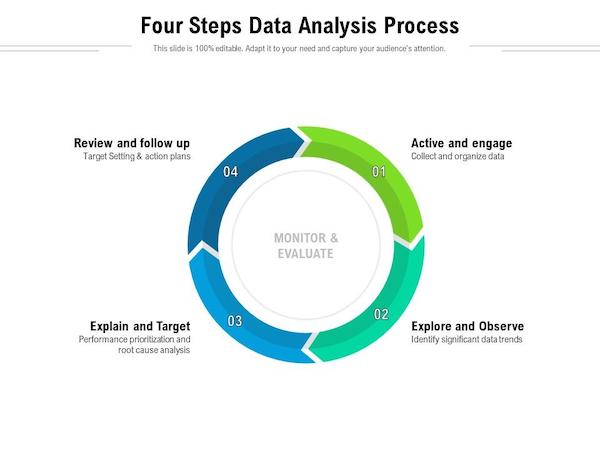 Four Steps Data Analysis Process
This slide is 100% editable. Adapt it to your need and capture your audience's attention.
Review and follow up
Target Setting & action plans
Active and engage
Collect and organize data
04
01
MONITOR &
EVALUATE
03
02
Explain and Target
Performance prioritization and
root cause analysis
Explore and Observe
Identify significant data trends